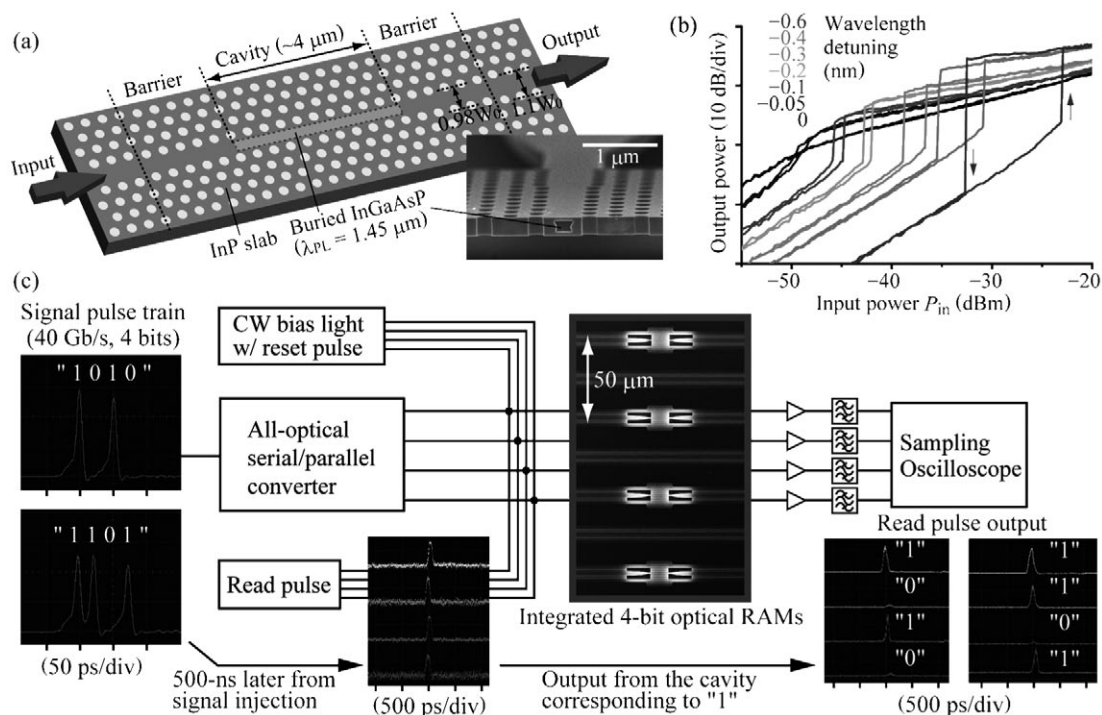 (a)
Cavity (~4 μm)
Barrier
Barrier
Output
0.98W₀
1.1W₀
Input
InP slab
Buried InGaAsP
(λPL = 1.45 μm)
1 μm
(b)
Output power (10 dB/div)
-0.6
-0.4
-0.3
-0.2
-0.1
-0.05
0
Wavelength
detuning
(nm)
-50
-40
-30
-20
Input power Pin (dBm)
(c)
Signal pulse train
(40 Gb/s, 4 bits)
"1 0 1 0"
"1 1 0 1"
(50 ps/div)
CW bias light
w/ reset pulse
All-optical
serial/parallel
converter
Read pulse
50 μm
Integrated 4-bit optical RAMs
Sampling
Oscilloscope
Read pulse output
"1"
"0"
"1"
"0"
"1"
"1"
"0"
"1"
500-ns later from
signal injection
(500 ps/div)
Output from the cavity
corresponding to "1"
(500 ps/div)